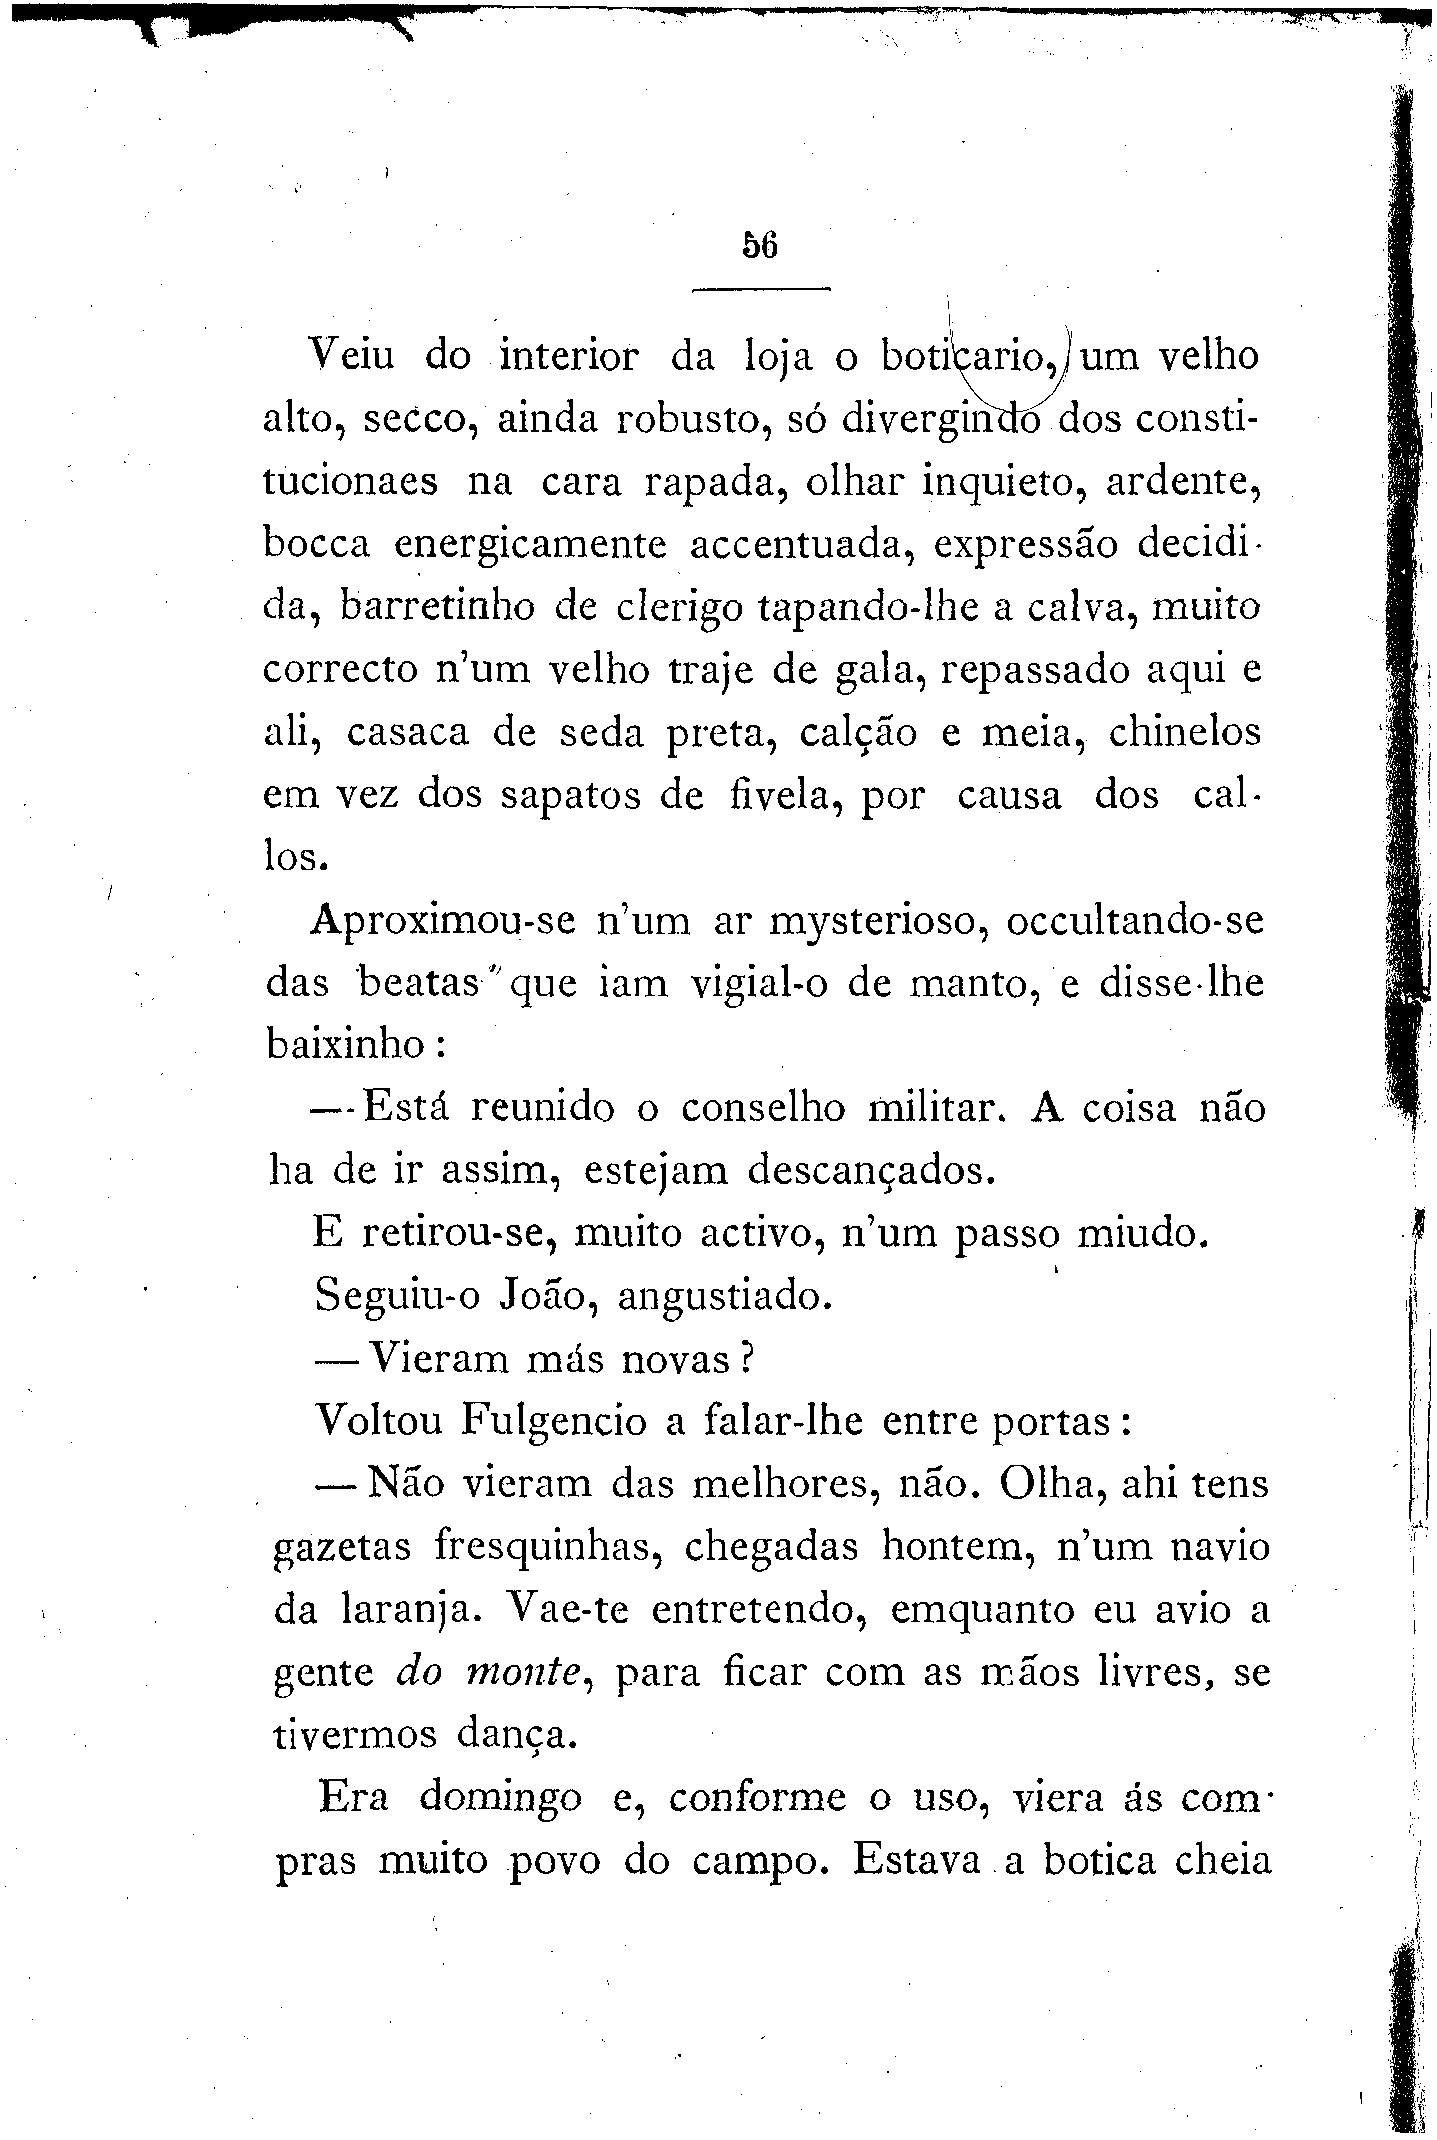 56
Veiu do interior da loja o boticario, um velho
alto, secco, ainda robusto, só divergindo dos consti-
tucionaes na cara rapada, olhar inquieto, ardente,
bocca energicamente accentuada, expressão decidi-
da, barretinho de clerigo tapando-lhe a calva, muito
correcto n'um velho traje de gala, repassado aqui e
ali, casaca de seda preta, calção e meia, chinelos
em vez dos sapatos de fivela, por causa dos cal-
los.
Aproximou-se n'um ar mysterioso, occultando-se
das beatas que iam vigial-o de manto, e disse-lhe
baixinho:
—Está reunido o conselho militar. A coisa não
ha de ir assim, estejam descançados.
E retirou-se, muito activo, n'um passo miudo.
Seguiu-o João, angustiado.
—Vieram más novas?
Voltou Fulgencio a falar-lhe entre portas:
—Não vieram das melhores, não. Olha, ahi tens
gazetas fresquinhas, chegadas hontem, n'um navio
da laranja. Vae-te entretendo, emquanto eu avio a
gente do monte, para ficar com as mãos livres, se
tivermos dança.
Era domingo e, conforme o uso, viera ás com-
pras muito povo do campo. Estava a botica cheia